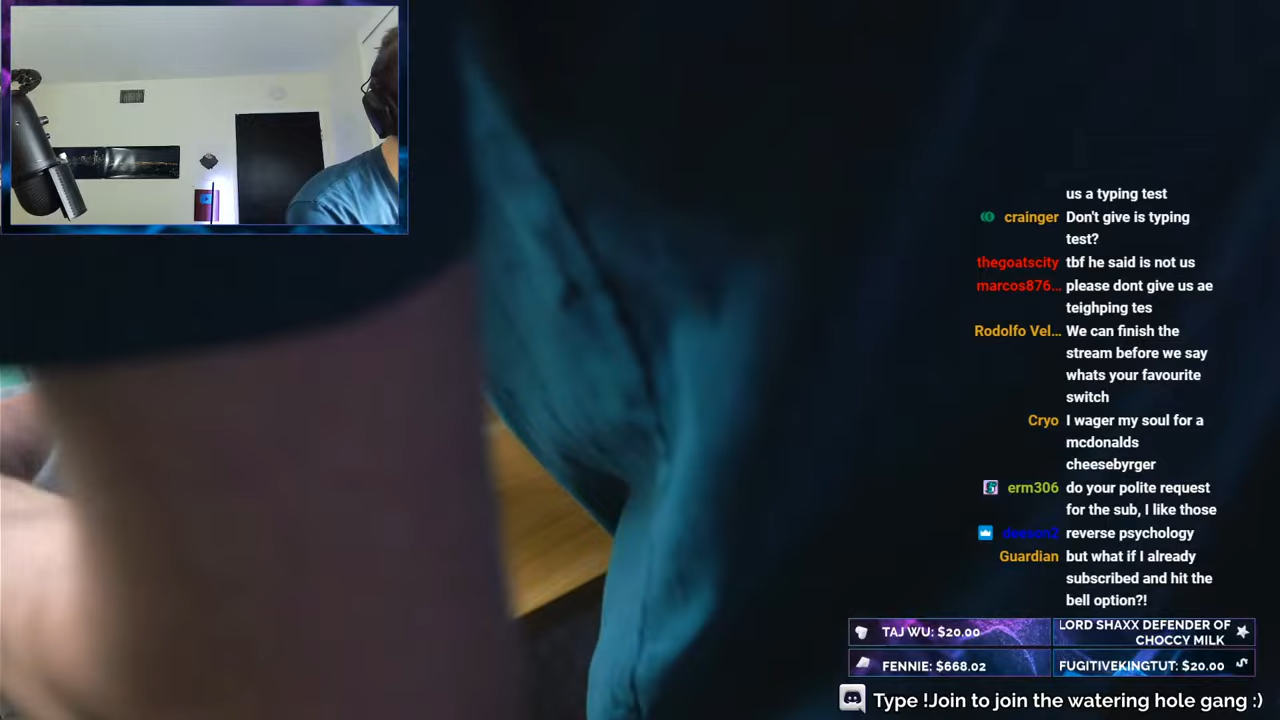 us a typing test
crainger Don't give is typing
test?
thegoatscity tbf he said is not us
marcos876... please dont give us ae
teighping tes
Rodolfo Vel... We can finish the
stream before we say
whats your favourite
switch
Cryo I wager my soul for a
mcdonalds
cheesebyrger
erm306 do your polite request
for the sub, I like those
reverse psychology
Guardian but what if I already
subscribed and hit the
bell option?!
TAJ WU: $20.00
LORD SHAXX DEFENDER OF
CHOCCY MILK
FENNIE: $668.02
FUGITIVEKINGTUT: $20.00
Type !Join to join the watering hole gang :)